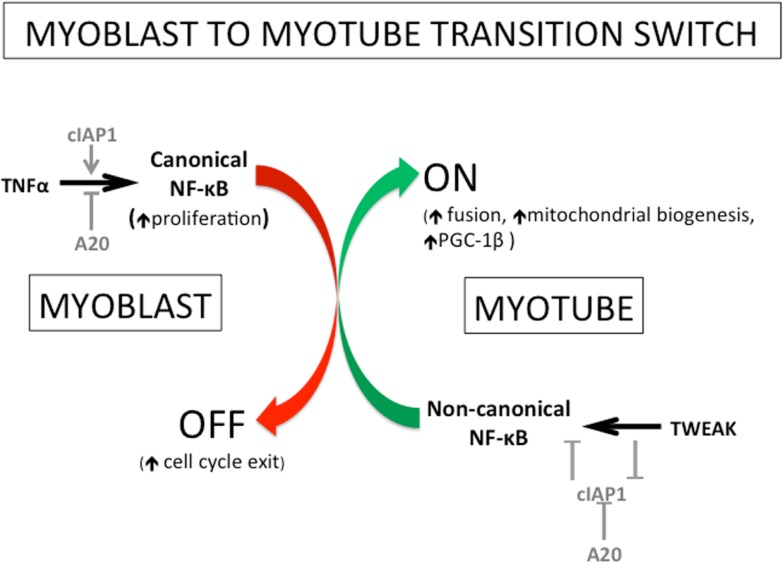 MYOBLAST TO MYOTUBE TRANSITION SWITCH
cIAP1
TNFα
Canonical
NF-κB
(↑proliferation)
A20
ON
(↑ fusion, ↑mitochondrial biogenesis,
↑PGC-1β )
MYOBLAST
MYOTUBE
OFF
(↑ cell cycle exit)
Non-canonical
NF-κB
TWEAK
cIAP1
A20